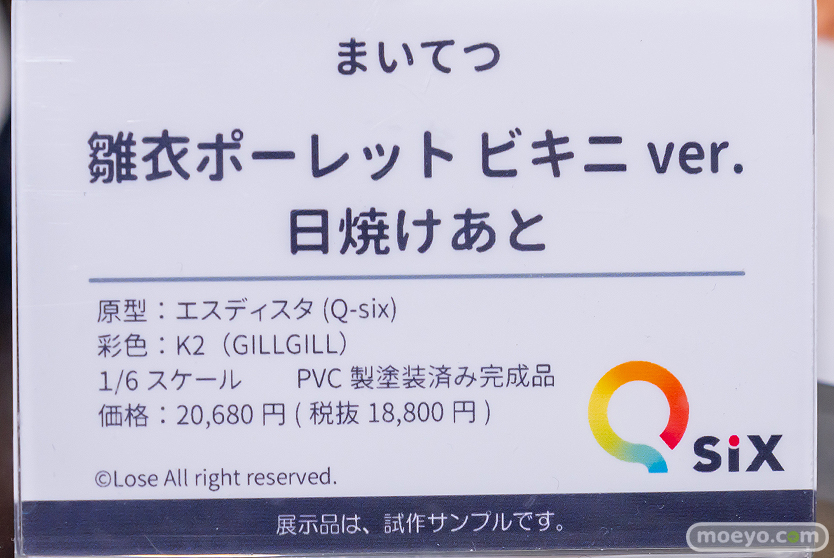 まいてつ
雛衣ポーレット ビキニ ver.
日焼けあと
原型：エスディスタ (Q-six)
彩色：K2（GILLGILL）
1/6 スケール　　PVC 製塗装済み完成品
価格：20,680 円 ( 税抜 18,800 円 )
Q six
©Lose All right reserved.
展示品は、試作サンプルです。
moeyo.com